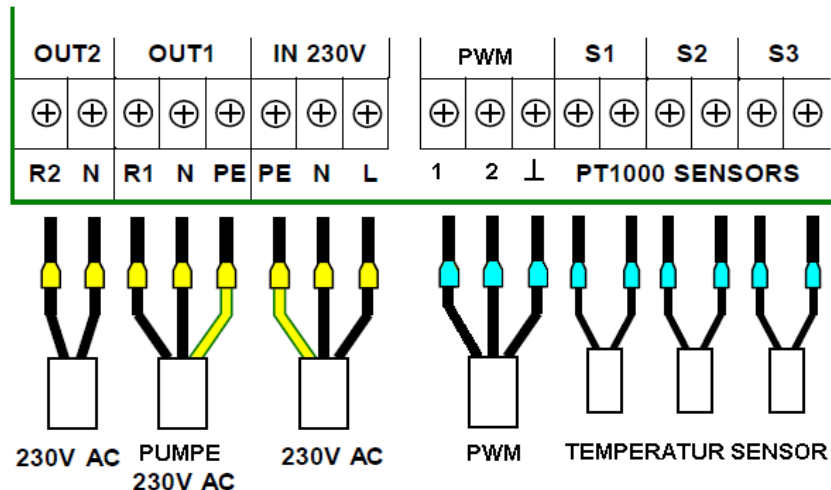 OUT2 OUT1 IN 230V PWM S1 S2 S3
R2 N R1 N PE PE N L 1 2 ⊥ PT1000 SENSORS
230V AC PUMPE 230V AC PWM TEMPERATUR SENSOR
230V AC